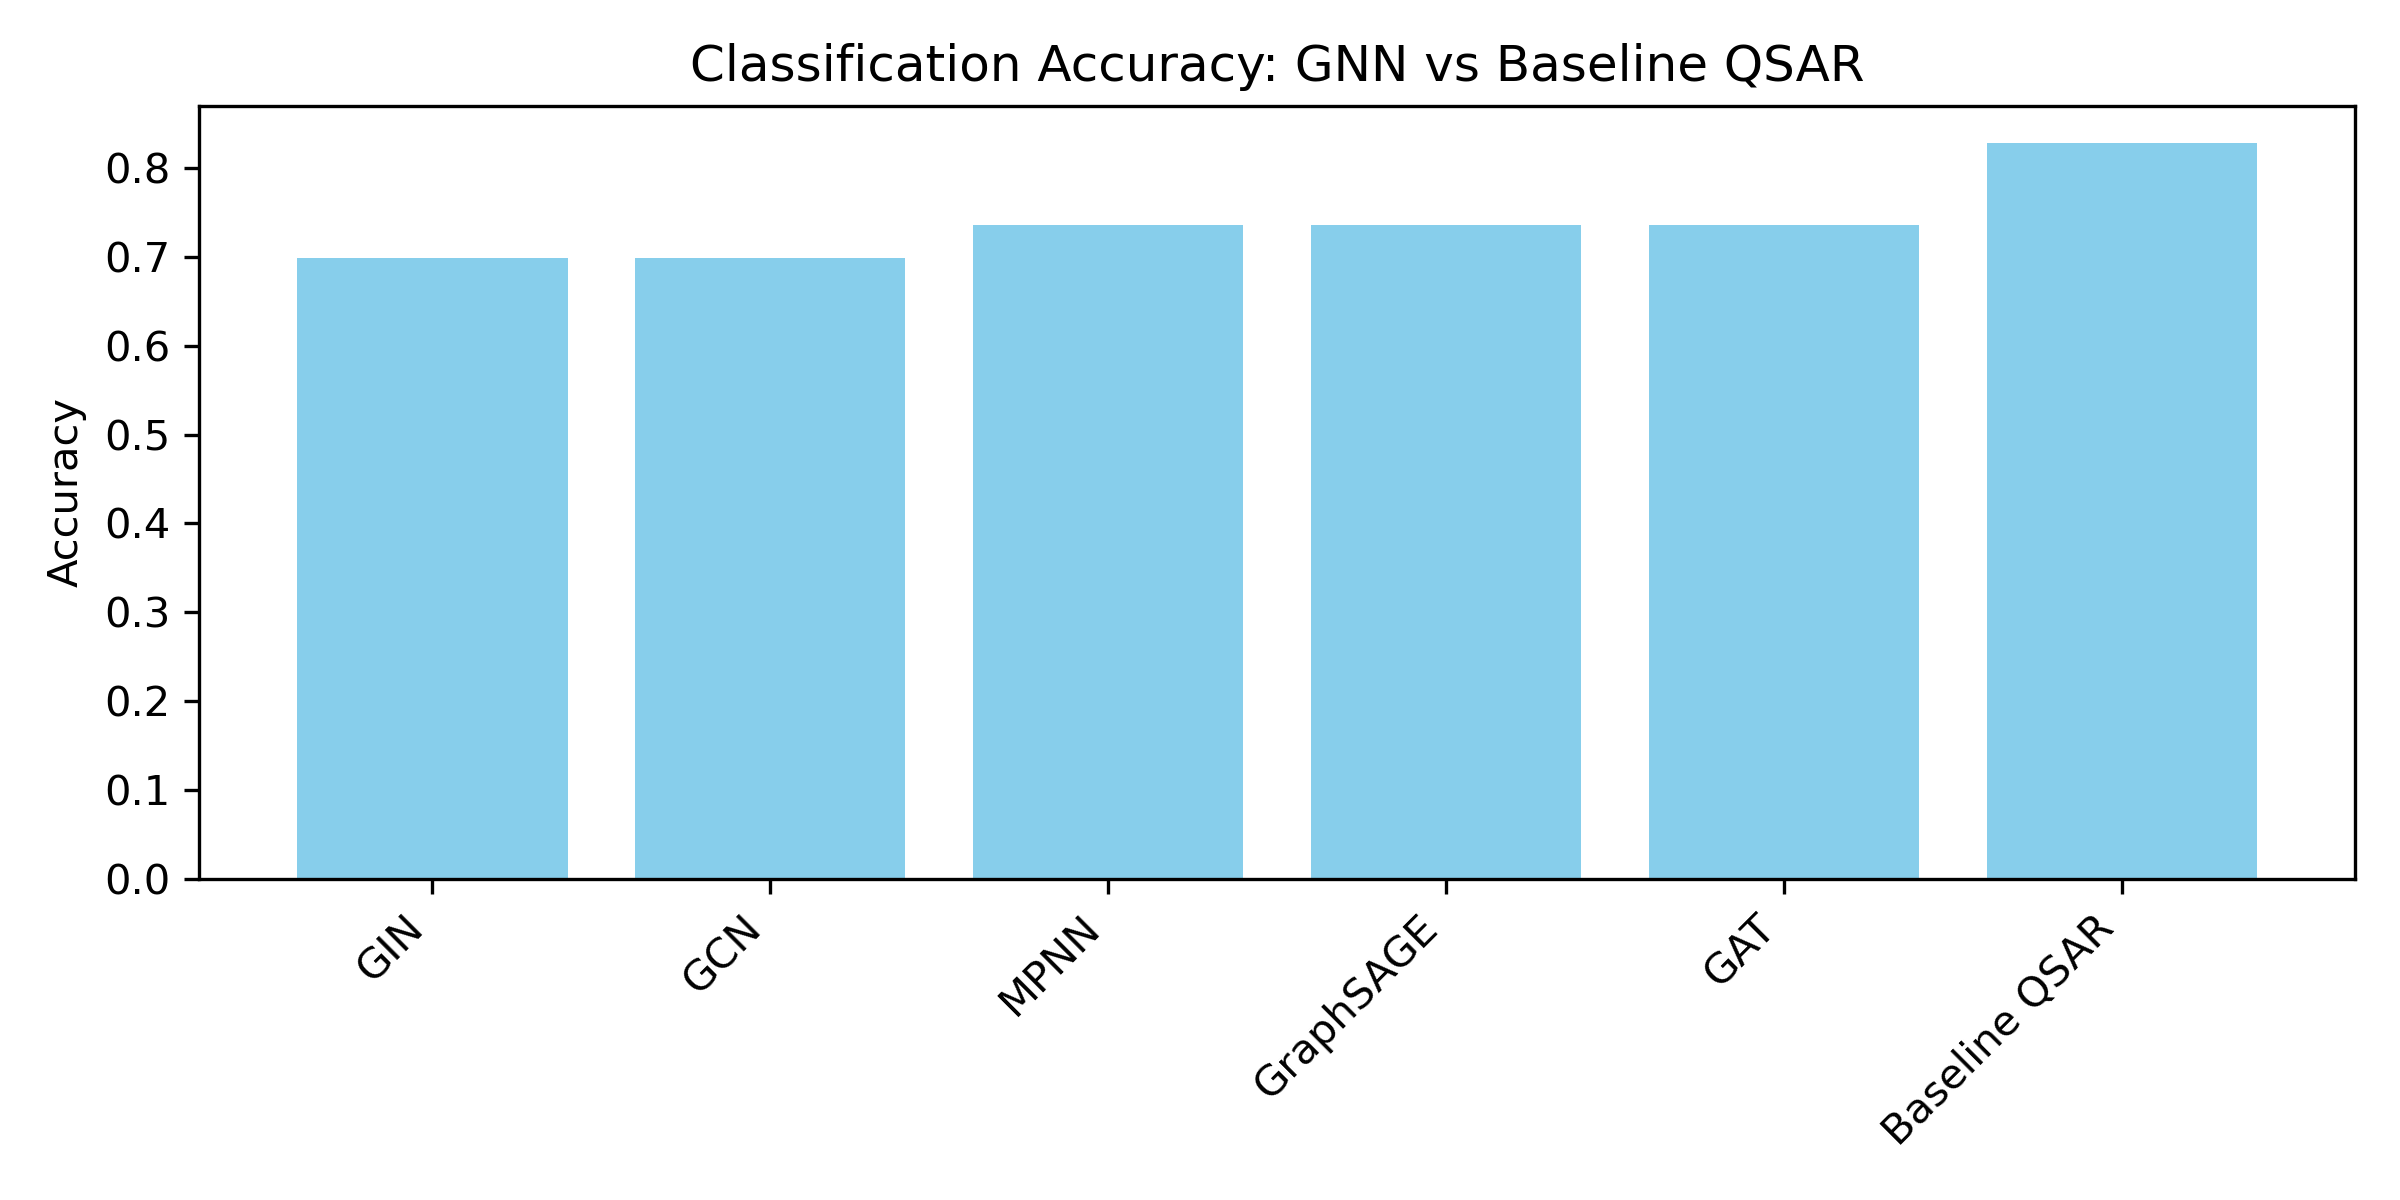 Classification Accuracy: GNN vs Baseline QSAR
Accuracy
0.8
0.7
0.6
0.5
0.4
0.3
0.2
0.1
0.0
GIN
GCN
MPNN
GraphSAGE
GAT
Baseline QSAR